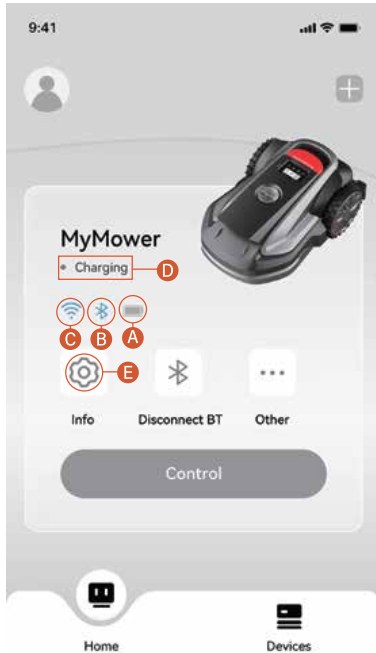 9:41
MyMower
Charging D
C B A
E
Info Disconnect BT Other
Control
Home Devices